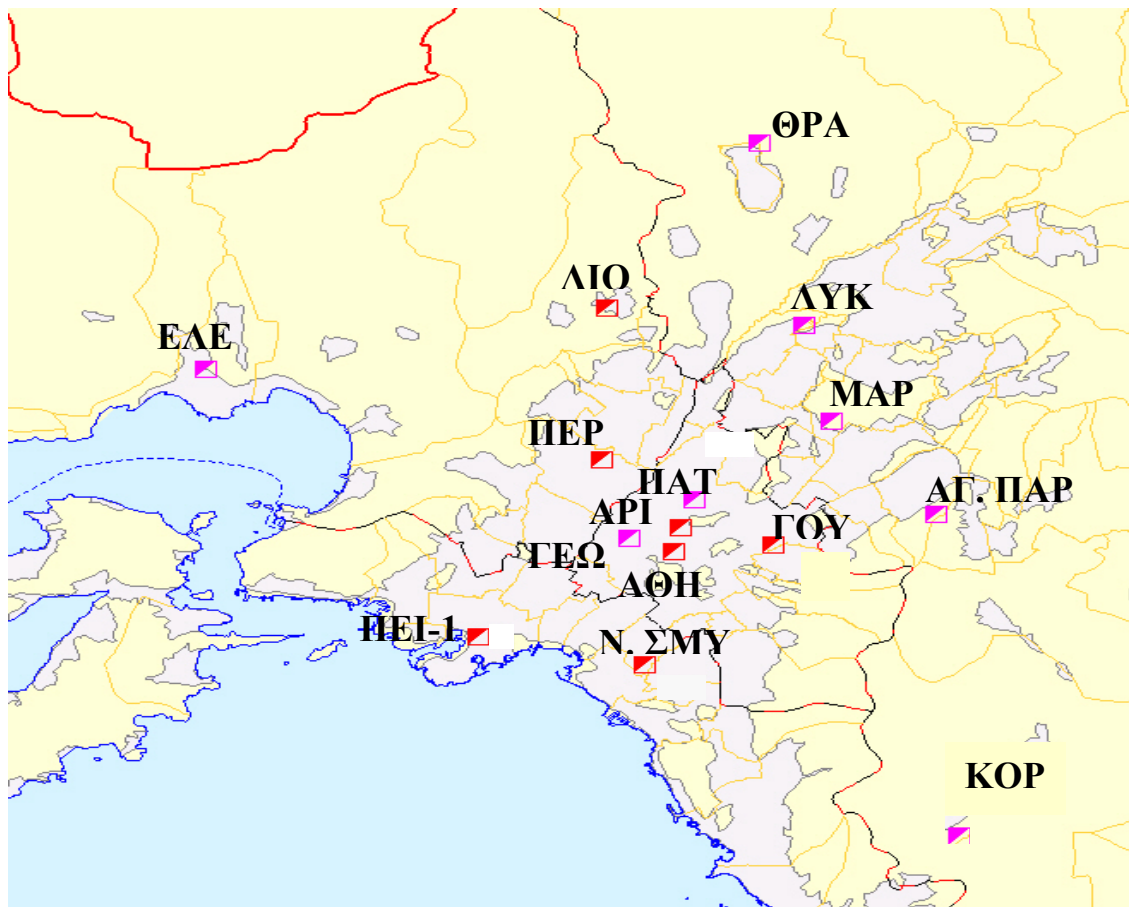 ΘΡΑ
ΛΙΟ
ΛΥΚ
ΕΛΕ
ΜΑΡ
ΠΕΡ
ΠΑΤ
ΑΓ. ΠΑΡ
ΑΡΙ
ΓΟΥ
ΓΕΩ
ΑΘΗ
ΠΕΙ-1
Ν. ΣΜΥ
ΚΟΡ